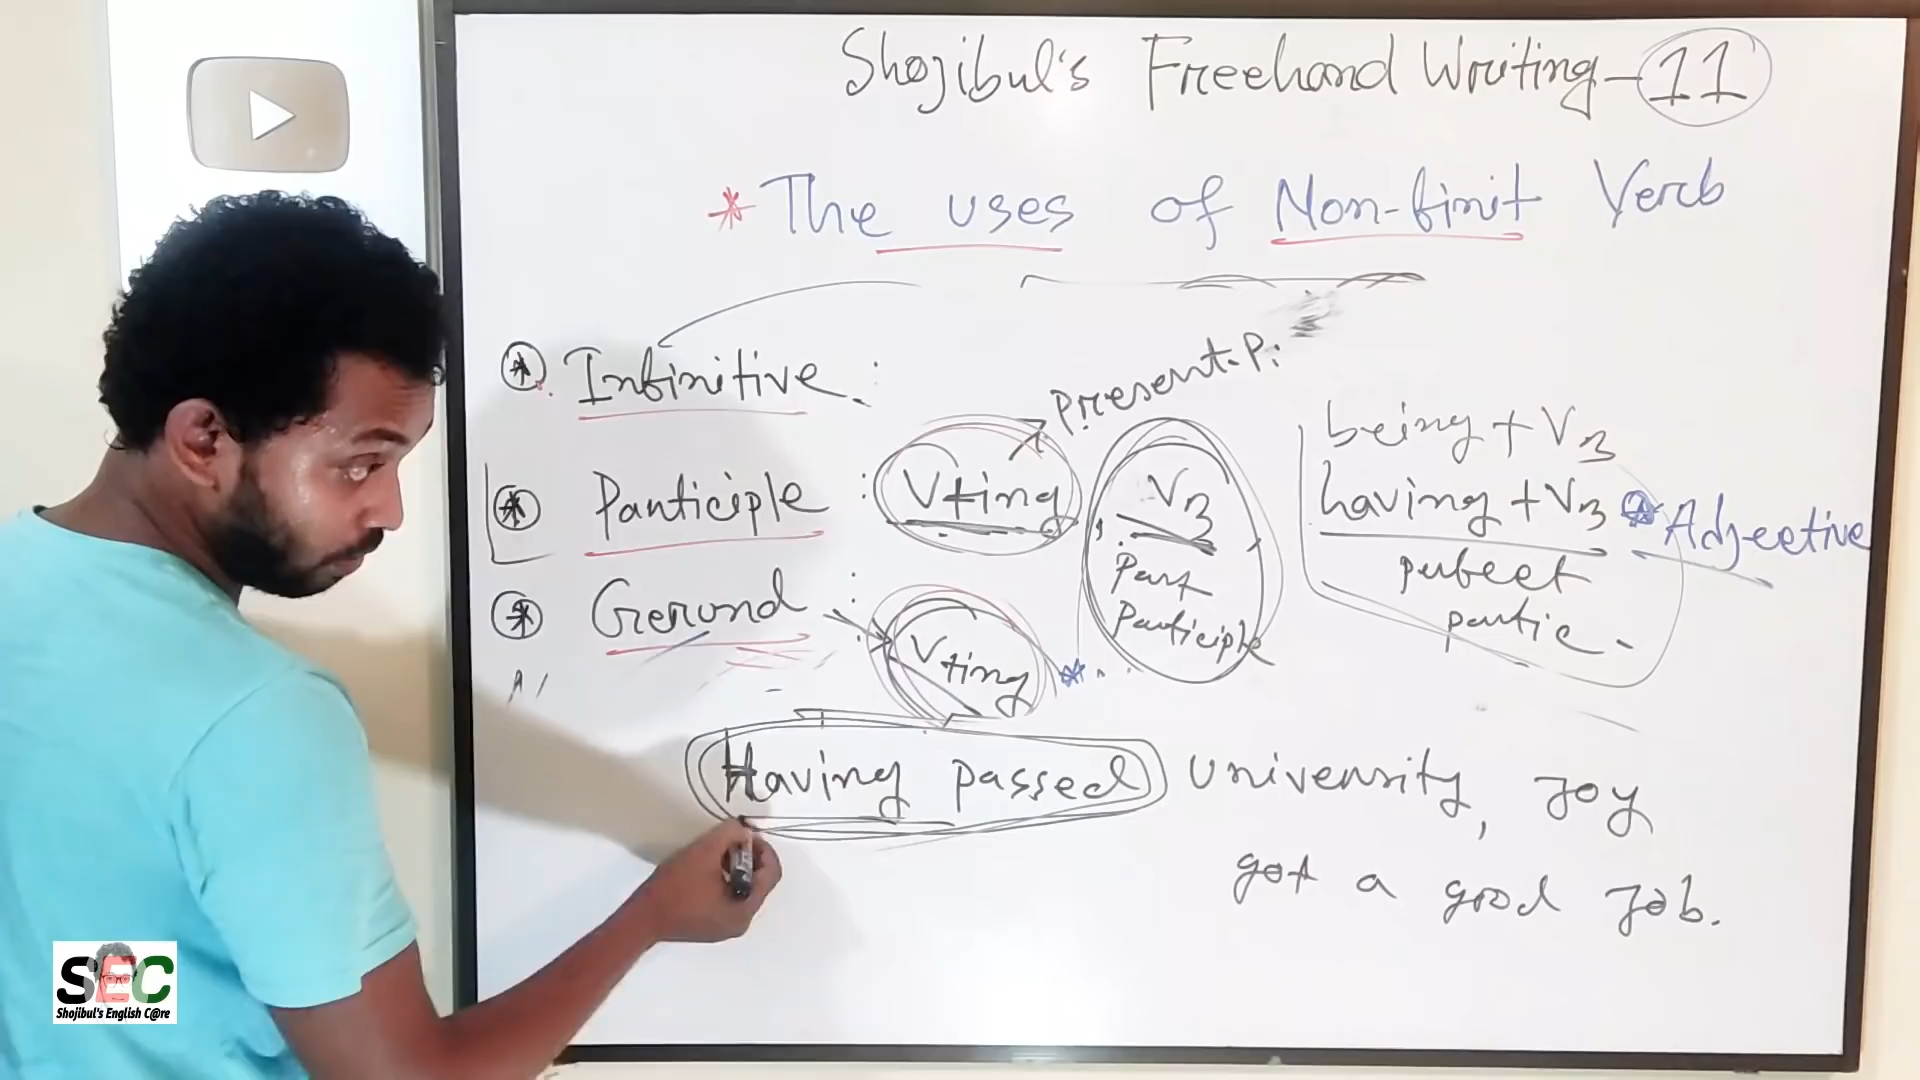 Shojibul's Freehand Writing-11
* The uses of Non-finit Verb
* Infinitive :
Present. P:
* Participle : V+ing, V3
Past
Participle
being + V3
having + V3
perfect
partic -
* Adjective
* Gerund : V+ing
Having passed University, Joy
got a good Job.
SEC
Shojibul's English C@re